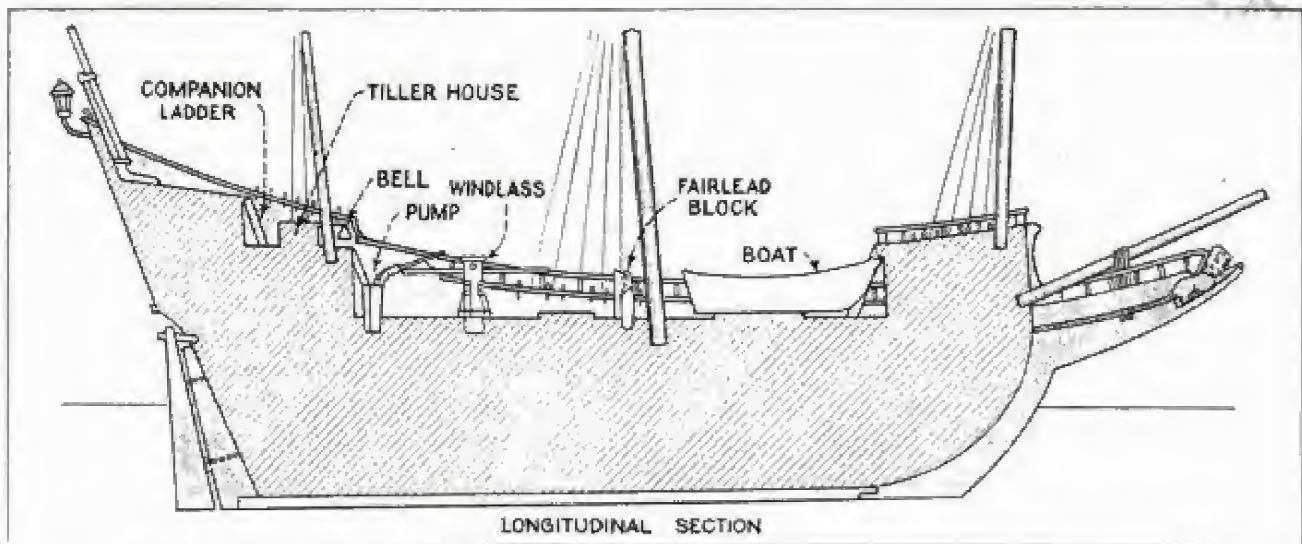 COMPANION
LADDER
TILLER HOUSE
BELL
PUMP
WINDLASS
FAIRLEAD
BLOCK
BOAT
LONGITUDINAL SECTION